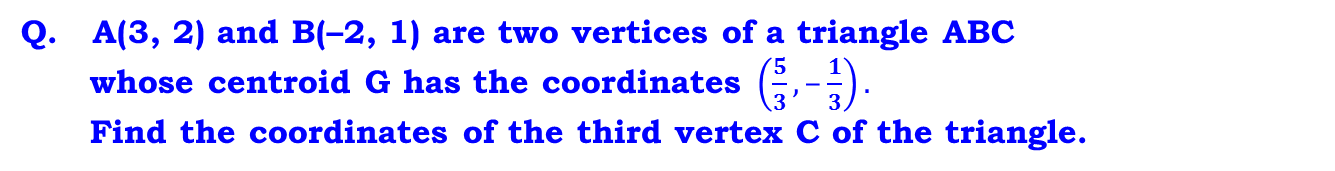 Q. A(3, 2) and B(–2, 1) are two vertices of a triangle ABC
whose centroid G has the coordinates (5/3, –1/3).
Find the coordinates of the third vertex C of the triangle.